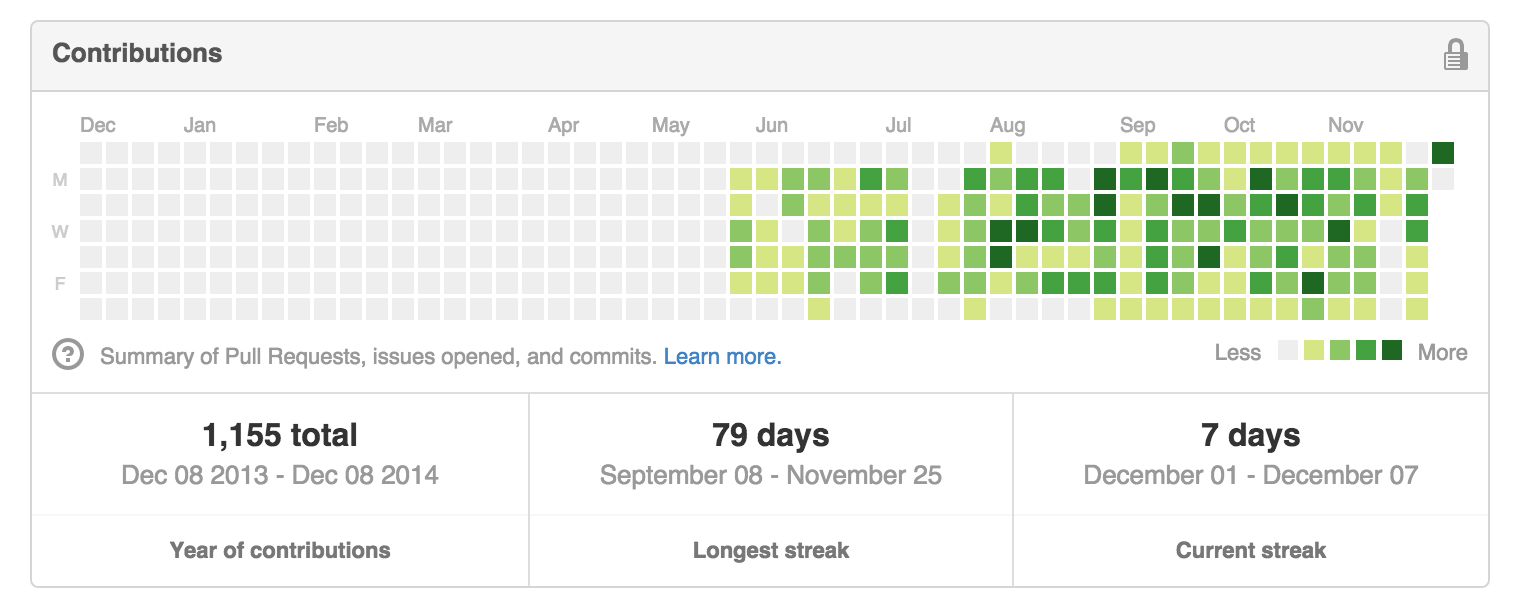 Contributions
Dec Jan Feb Mar Apr May Jun Jul Aug Sep Oct Nov
M
W
F
Summary of Pull Requests, issues opened, and commits. Learn more.
Less More
1,155 total
Dec 08 2013 - Dec 08 2014
Year of contributions
79 days
September 08 - November 25
Longest streak
7 days
December 01 - December 07
Current streak